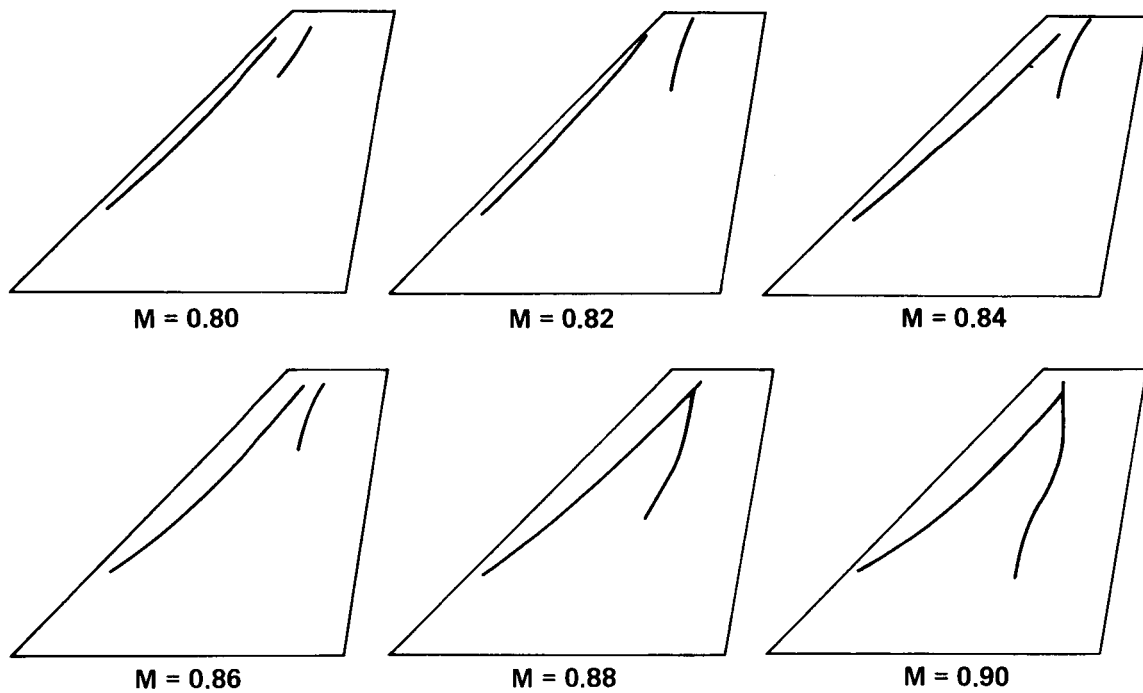 M = 0.80
M = 0.82
M = 0.84
M = 0.86
M = 0.88
M = 0.90